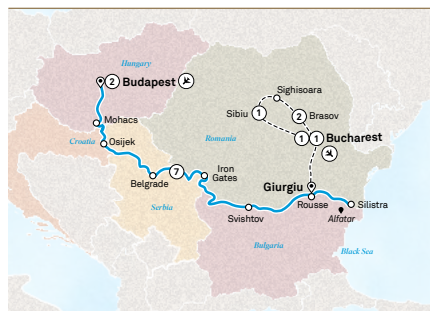 Hungary
2 Budapest
Sighisoara
Mohacs
Sibiu 1
2 Brasov
Croatia
Osijek
Romania
1 1 Bucharest
7
Belgrade
Iron
Gates
Giurgiu
Serbia
Rousse
Silistra
Svishtov
Alfatar
Bulgaria
Black Sea